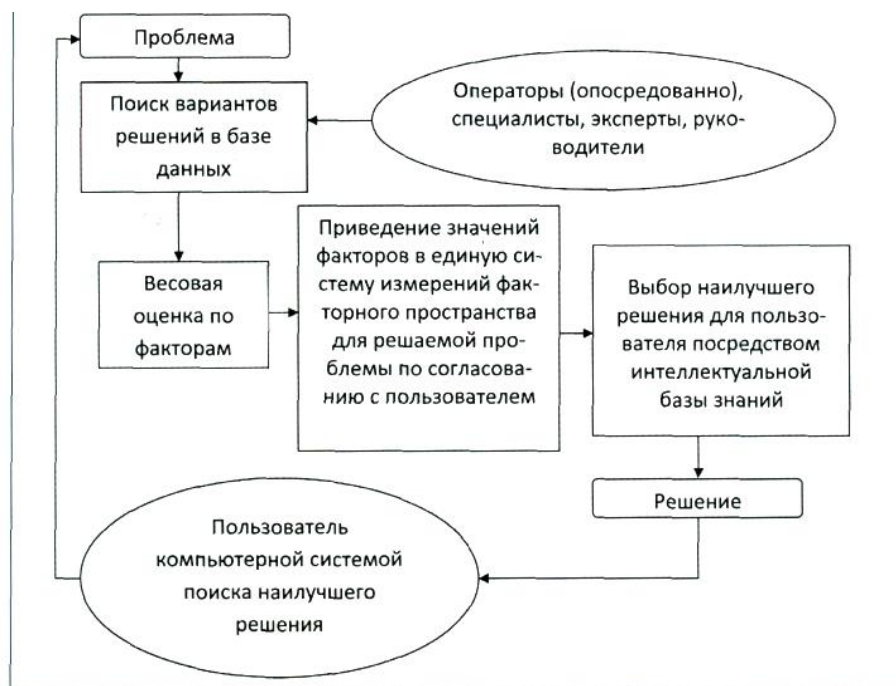 Проблема
Поиск вариантов
решений в базе
данных
Операторы (опосредованно),
специалисты, эксперты, руко-
водители
Весовая
оценка по
факторам
Приведение значений
факторов в единую си-
стему измерений фак-
торного пространства
для решаемой про-
блемы по согласова-
нию с пользователем
Выбор наилучшего
решения для пользо-
вателя посредством
интеллектуальной
базы знаний
Решение
Пользователь
компьютерной системой
поиска наилучшего
решения